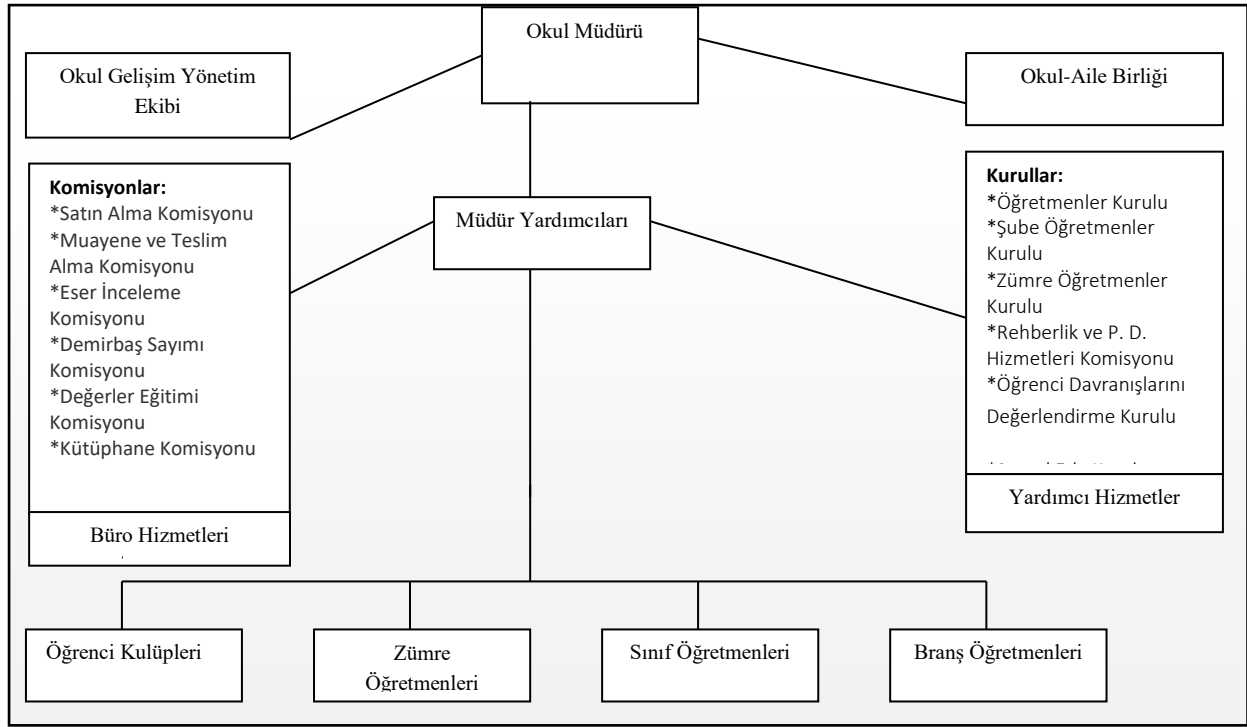 Okul Müdürü
Okul Gelişim Yönetim
Ekibi
Okul-Aile Birliği
Komisyonlar:
*Satın Alma Komisyonu
*Muayene ve Teslim
Alma Komisyonu
*Eser İnceleme
Komisyonu
*Demirbaş Sayımı
Komisyonu
*Değerler Eğitimi
Komisyonu
*Kütüphane Komisyonu
Müdür Yardımcıları
Kurullar:
*Öğretmenler Kurulu
*Şube Öğretmenler
Kurulu
*Zümre Öğretmenler
Kurulu
*Rehberlik ve P. D.
Hizmetleri Komisyonu
*Öğrenci Davranışlarını
Değerlendirme Kurulu
Büro Hizmetleri
Yardımcı Hizmetler
Öğrenci Kulüpleri
Zümre
Öğretmenleri
Sınıf Öğretmenleri
Branş Öğretmenleri